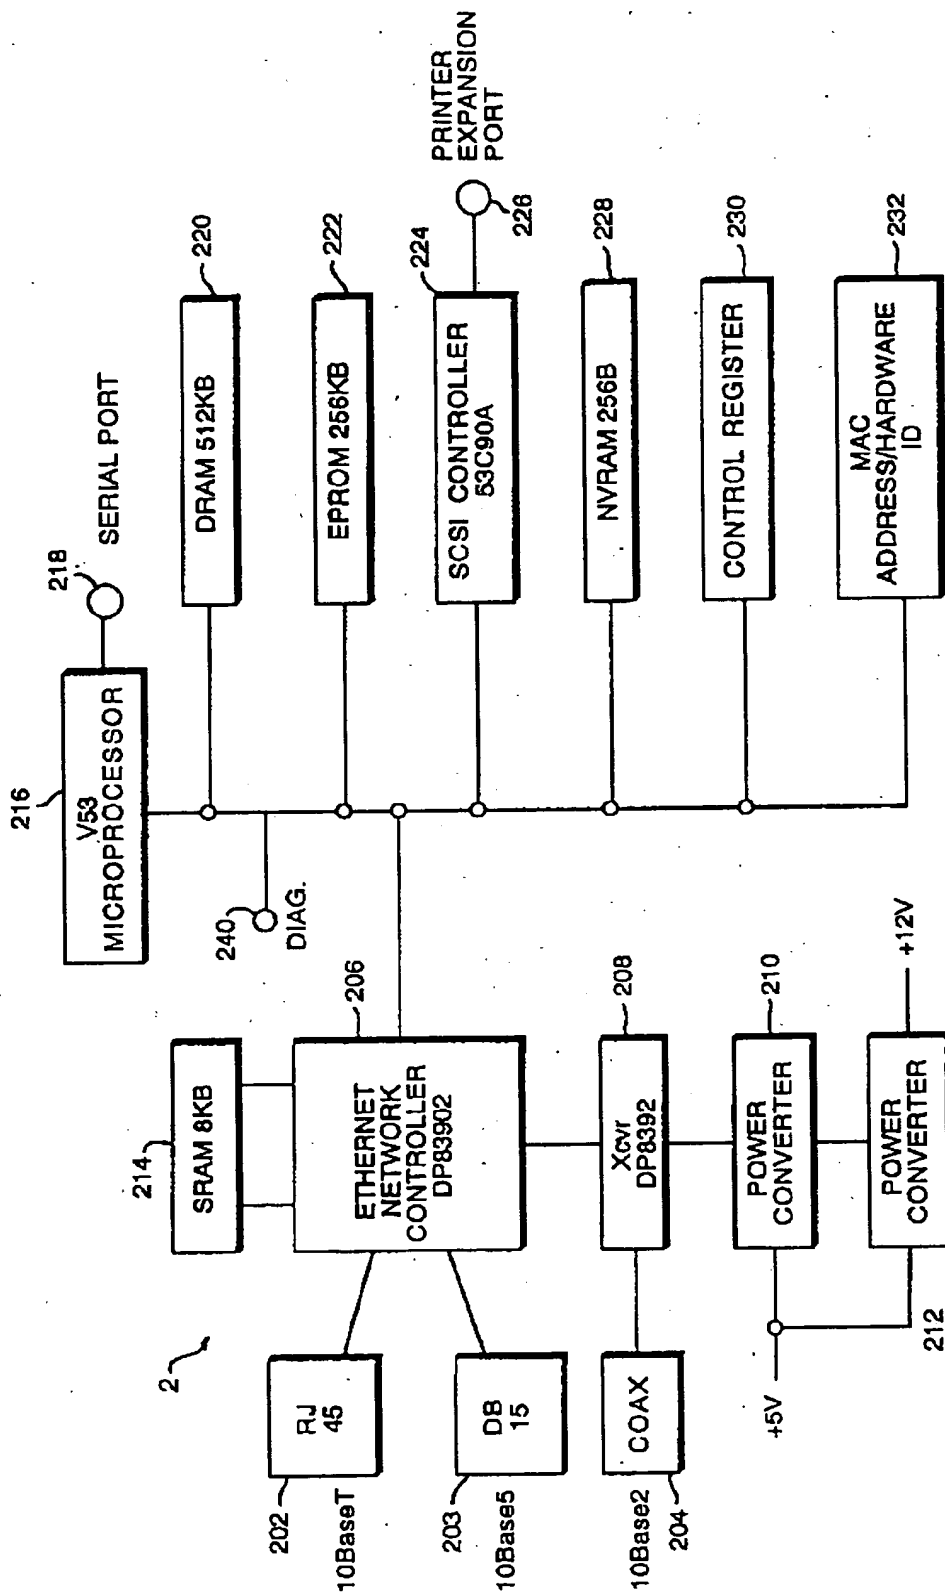 2
202
RJ
45
10BaseT
203
DB
15
10Base5
204
COAX
10Base2
214
SRAM 8KB
206
ETHERNET
NETWORK
CONTROLLER
DP83902
208
Xcvr
DP8392
210
POWER
CONVERTER
+5V
212
POWER
CONVERTER
+12V
216
V53
MICROPROCESSOR
218
SERIAL PORT
240
DIAG.
220
DRAM 512KB
222
EPROM 256KB
224
SCSI CONTROLLER
53C90A
226
PRINTER
EXPANSION
PORT
228
NVRAM 256B
230
CONTROL REGISTER
232
MAC
ADDRESS/HARDWARE
ID